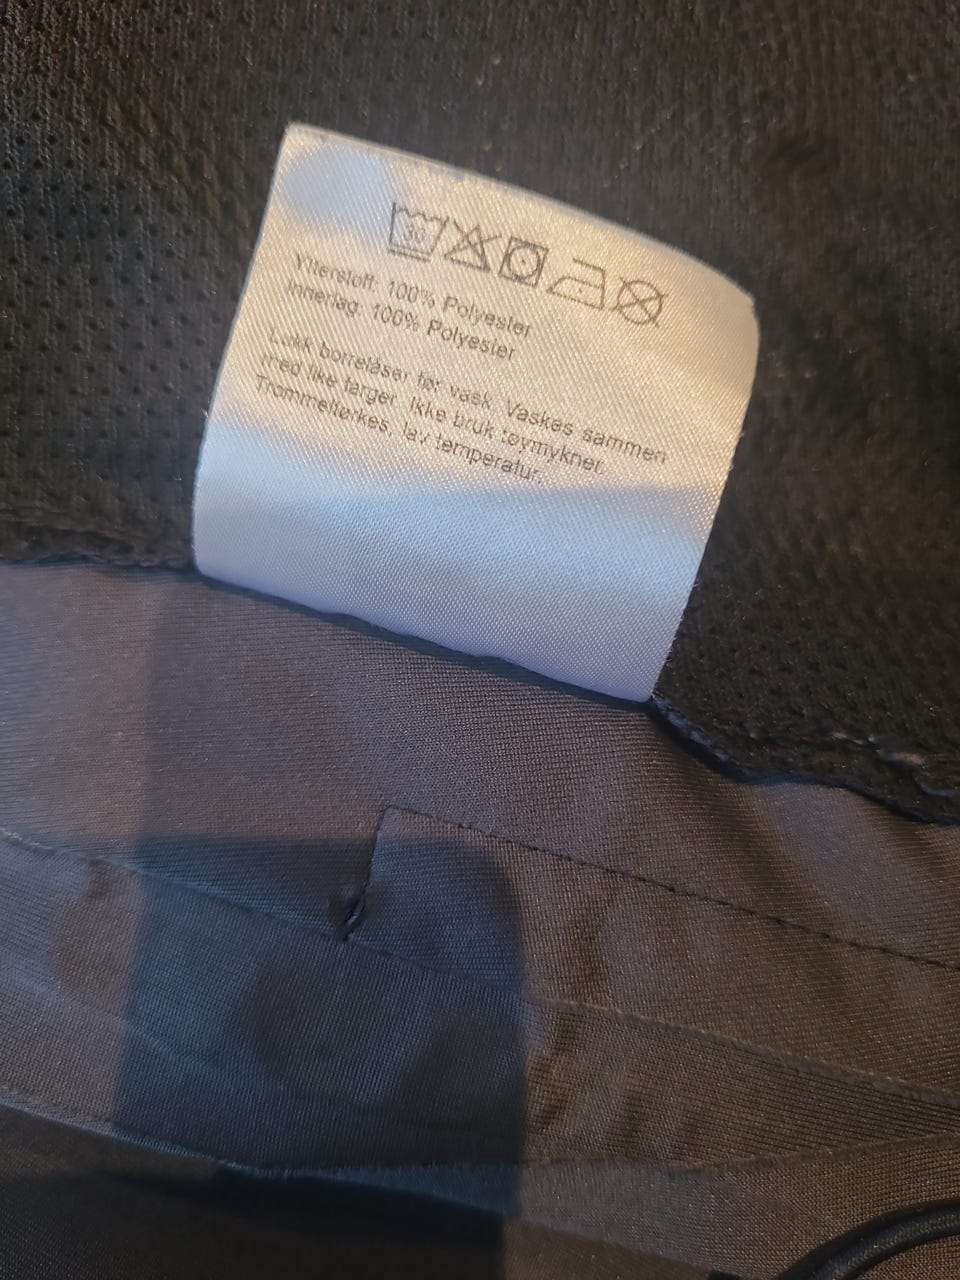 30
Ytterstoff: 100% Polyester
Innerlag: 100% Polyester
Lukk borrelåser før vask. Vaskes sammen
med like farger. Ikke bruk tøymykner.
Trommeltørkes, lav temperatur.